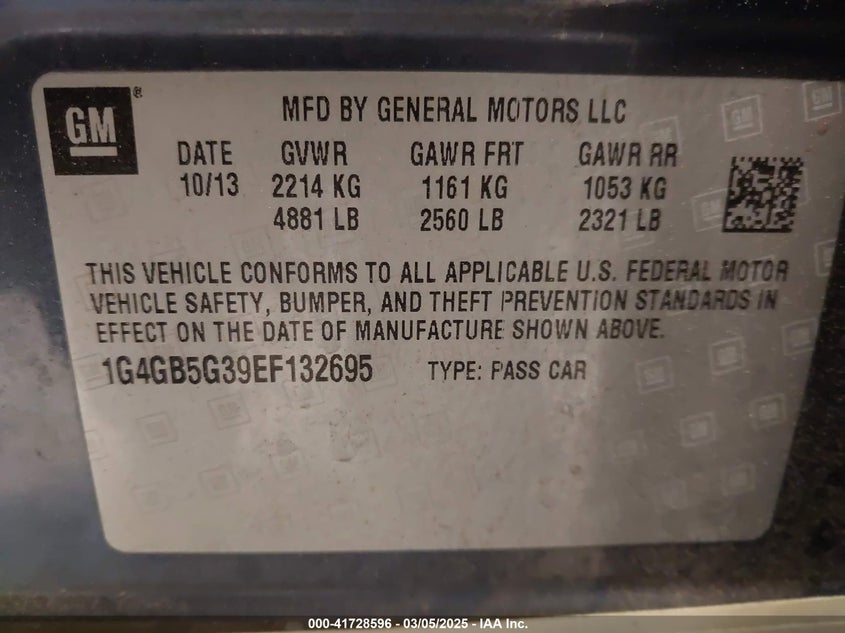 GM ®
MFD BY GENERAL MOTORS LLC
DATE GVWR GAWR FRT GAWR RR
10/13 2214 KG 1161 KG 1053 KG
4881 LB 2560 LB 2321 LB
THIS VEHICLE CONFORMS TO ALL APPLICABLE U.S. FEDERAL MOTOR
VEHICLE SAFETY, BUMPER, AND THEFT PREVENTION STANDARDS IN
EFFECT ON THE DATE OF MANUFACTURE SHOWN ABOVE.
1G4GB5G39EF132695 TYPE: PASS CAR
000-41728596 - 03/05/2025 - IAA Inc.